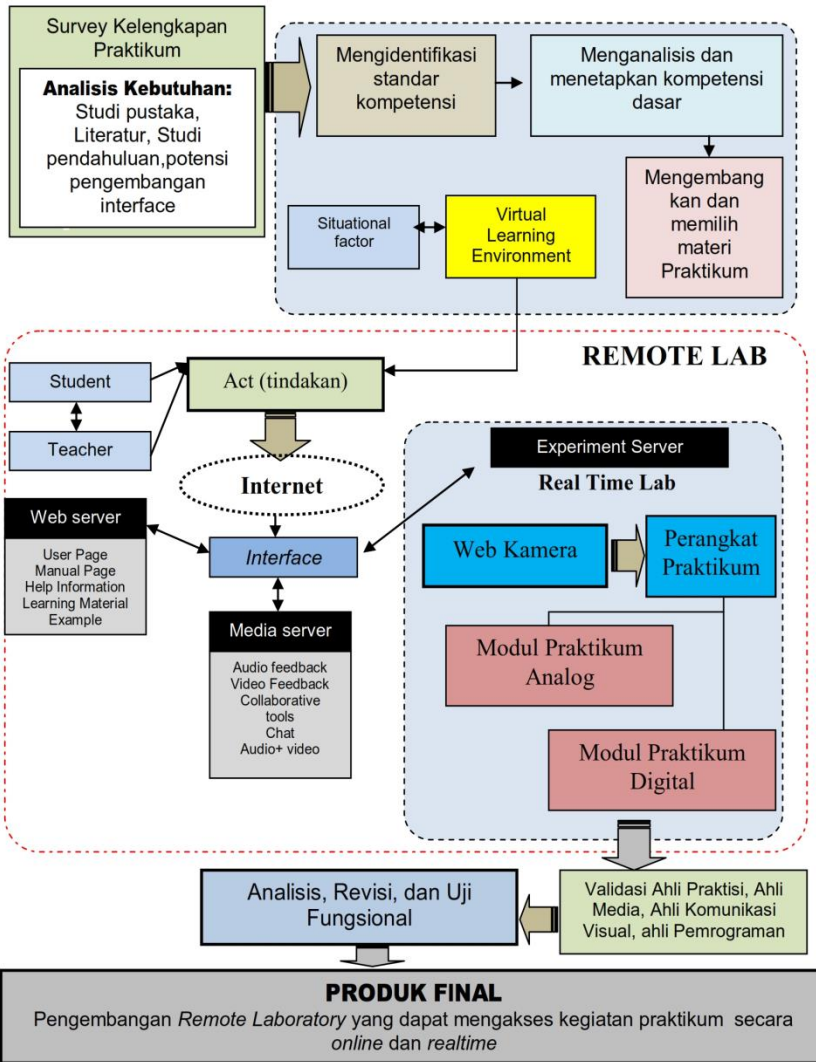 Survey Kelengkapan
Praktikum
Analisis Kebutuhan:
Studi pustaka,
Literatur, Studi
pendahuluan,potensi
pengembangan
interface
Mengidentifikasi
standar
kompetensi
Menganalisis dan
menetapkan kompetensi
dasar
Mengembang
kan dan
memilih
materi
Praktikum
Situational
factor
Virtual
Learning
Environment
REMOTE LAB
Student
Teacher
Act (tindakan)
Internet
Interface
Web server
User Page
Manual Page
Help Information
Learning Material
Example
Media server
Audio feedback
Video Feedback
Collaborative
tools
Chat
Audio+ video
Experiment Server
Real Time Lab
Web Kamera
Perangkat
Praktikum
Modul Praktikum
Analog
Modul Praktikum
Digital
Validasi Ahli Praktisi, Ahli
Media, Ahli Komunikasi
Visual, ahli Pemrograman
Analisis, Revisi, dan Uji
Fungsional
PRODUK FINAL
Pengembangan Remote Laboratory yang dapat mengakses kegiatan praktikum secara
online dan realtime